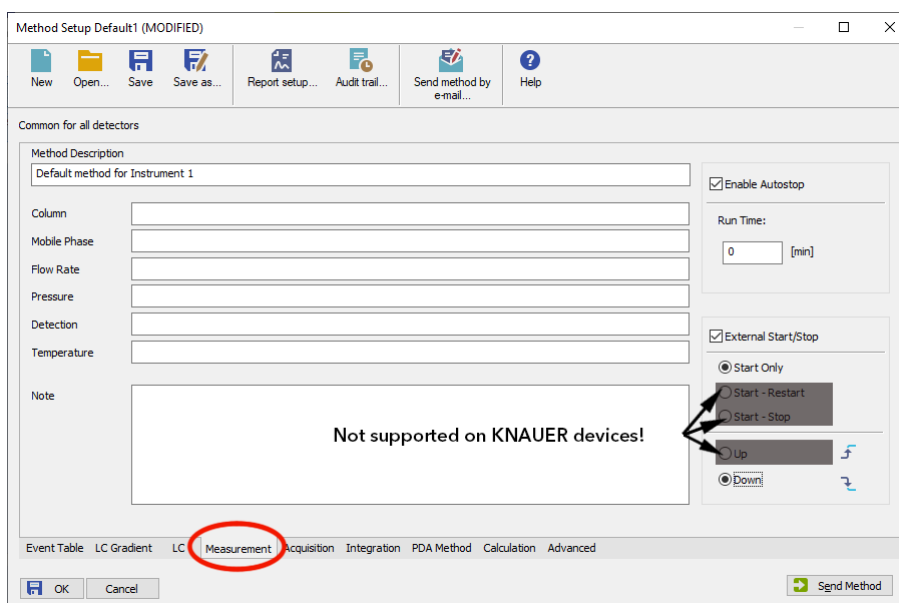 Method Setup Default1 (MODIFIED)
New Open... Save Save as... Report setup... Audit trail... Send method by e-mail... Help
Common for all detectors
Method Description
Default method for Instrument 1
Enable Autostop
Column
Run Time:
Mobile Phase
0 [min]
Flow Rate
Pressure
Detection
External Start/Stop
Temperature
Start Only
Note
Start - Restart
Start - Stop
Not supported on KNAUER devices!
Up
Down
Event Table LC Gradient LC Measurement Acquisition Integration PDA Method Calculation Advanced
OK Cancel Send Method